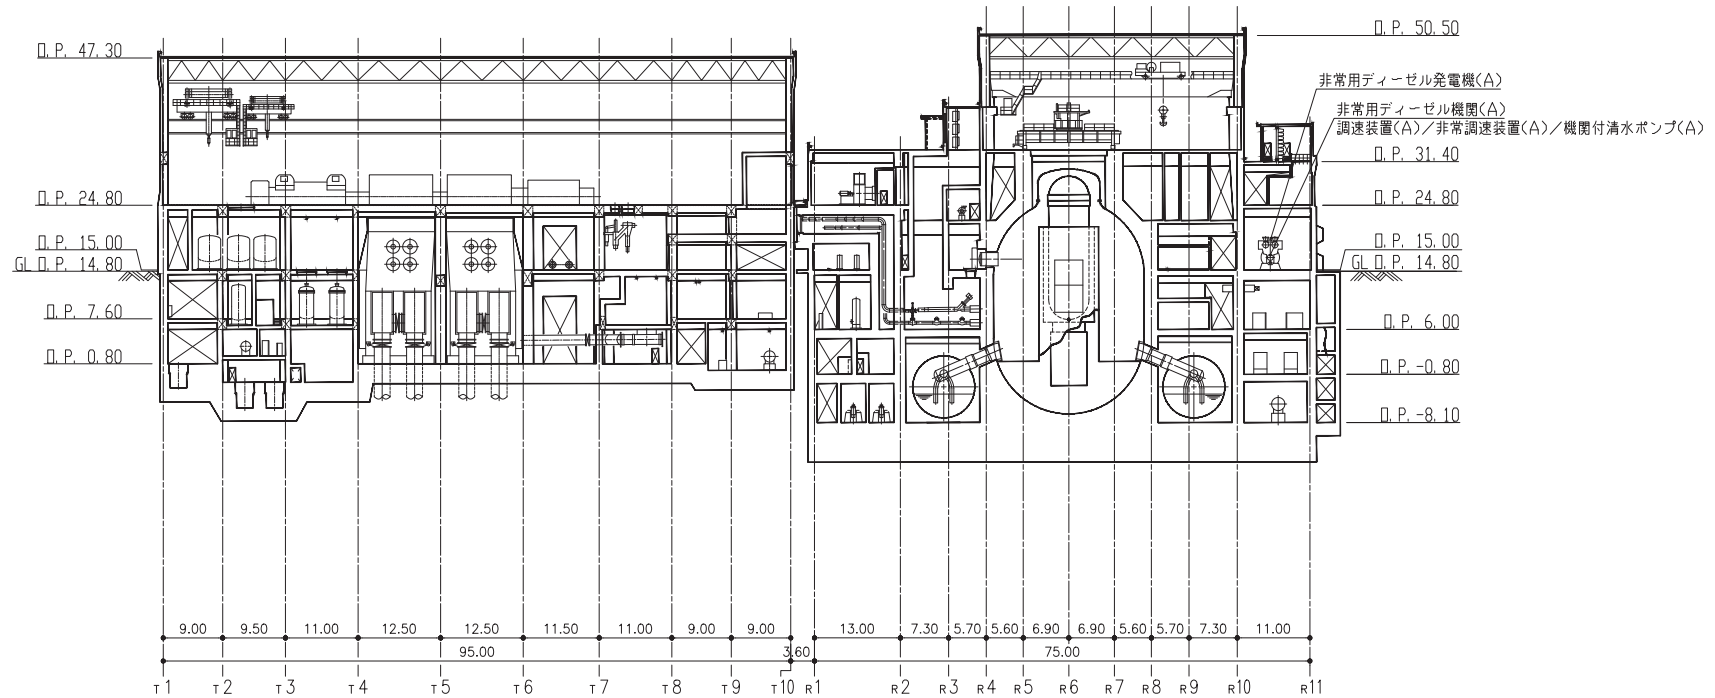 O.P. 47.30
O.P. 24.80
O.P. 15.00
GL O.P. 14.80
O.P. 7.60
O.P. 0.80
O.P. 50.50
非常用ディーゼル発電機(A)
非常用ディーゼル機関(A)
調速装置(A)/非常調速装置(A)/機関付清水ポンプ(A)
O.P. 31.40
O.P. 24.80
O.P. 15.00
GL O.P. 14.80
O.P. 6.00
O.P. -0.80
O.P. -8.10
9.00 9.50 11.00 12.50 12.50 11.50 11.00 9.00 9.00 13.00 7.30 5.70 5.60 6.90 6.90 5.60 5.70 7.30 11.00
95.00 3.60 75.00
T1 T2 T3 T4 T5 T6 T7 T8 T9 T10 R1 R2 R3 R4 R5 R6 R7 R8 R9 R10 R11